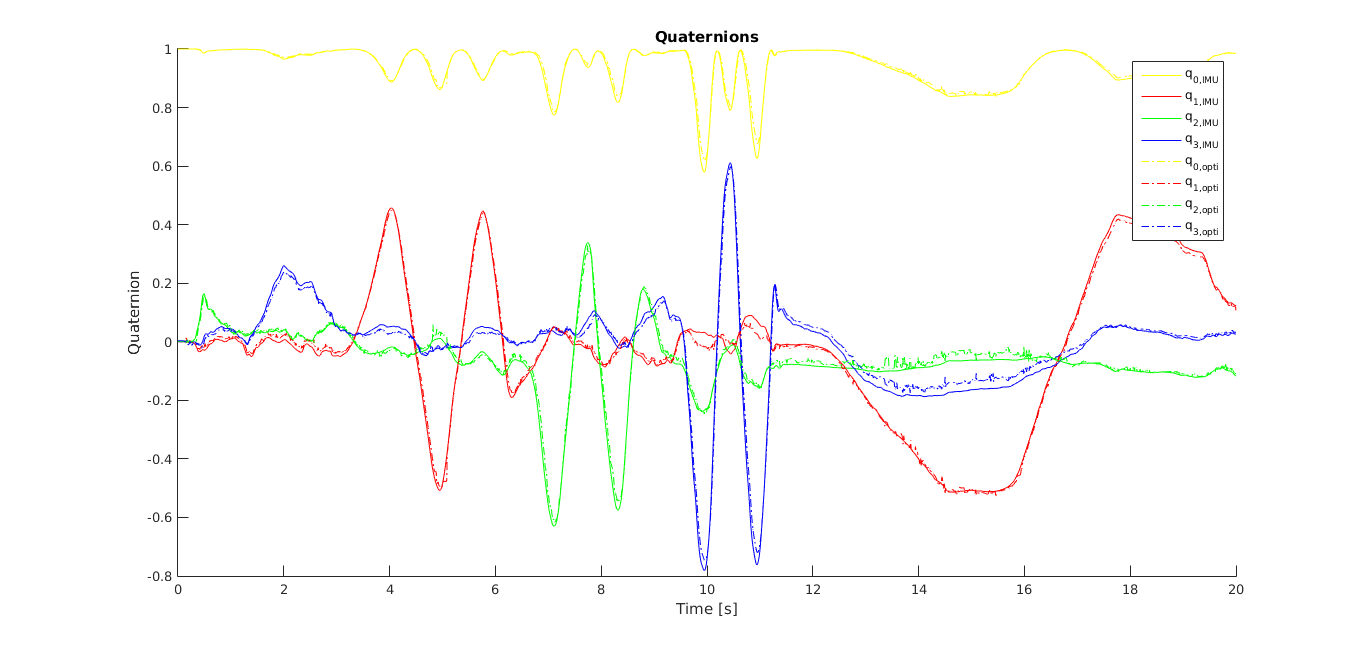 Quaternions
1
0.8
0.6
0.4
0.2
0
-0.2
-0.4
-0.6
-0.8
Quaternion
0 2 4 6 8 10 12 14 16 18 20
Time [s]
q0,IMU
q1,IMU
q2,IMU
q3,IMU
q0,opti
q1,opti
q2,opti
q3,opti